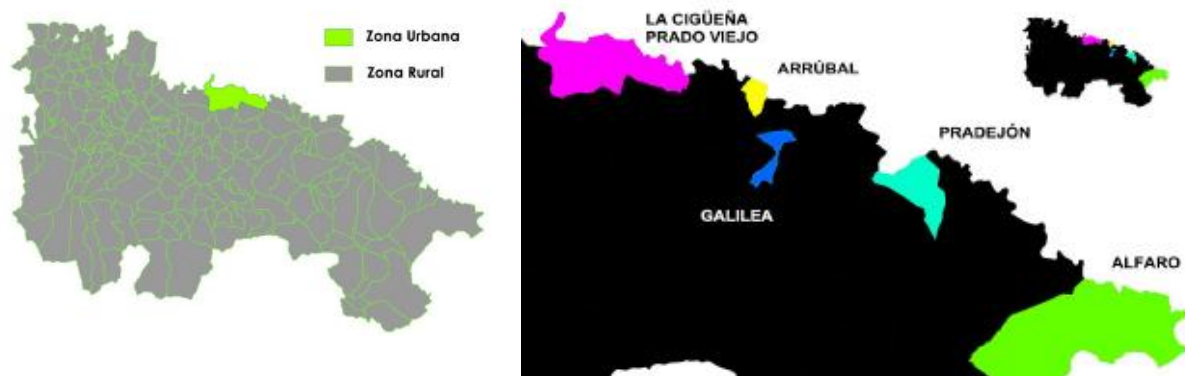 Zona Urbana
Zona Rural
LA CIGÜEÑA
PRADO VIEJO
ARRÚBAL
PRADEJÓN
GALILEA
ALFARO